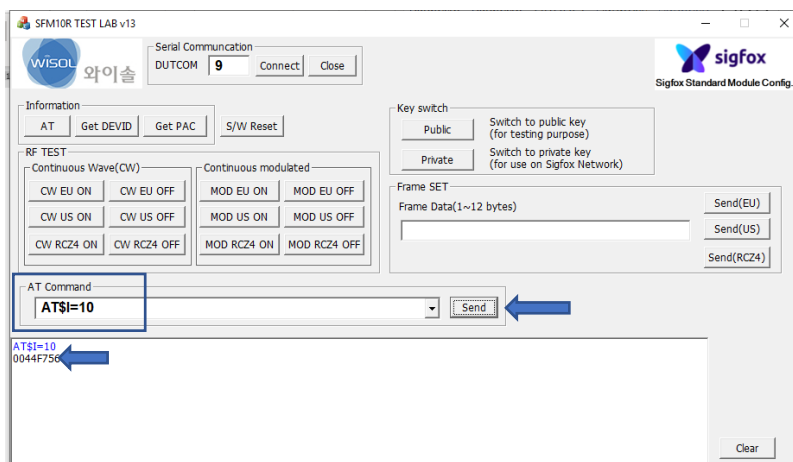 SFM10R TEST LAB v13
WiSOL 와이솔
Serial Communcation
DUTCOM 9 Connect Close
sigfox
Sigfox Standard Module Config.
Information
AT Get DEVID Get PAC S/W Reset
Key switch
Public Switch to public key
(for testing purpose)
Private Switch to private key
(for use on Sigfox Network)
RF TEST
Continuous Wave(CW) Continuous modulated
CW EU ON CW EU OFF MOD EU ON MOD EU OFF
CW US ON CW US OFF MOD US ON MOD US OFF
CW RCZ4 ON CW RCZ4 OFF MOD RCZ4 ON MOD RCZ4 OFF
Frame SET
Frame Data(1~12 bytes)
Send(EU)
Send(US)
Send(RCZ4)
AT Command
AT$I=10 Send
AT$I=10
0044F756
Clear